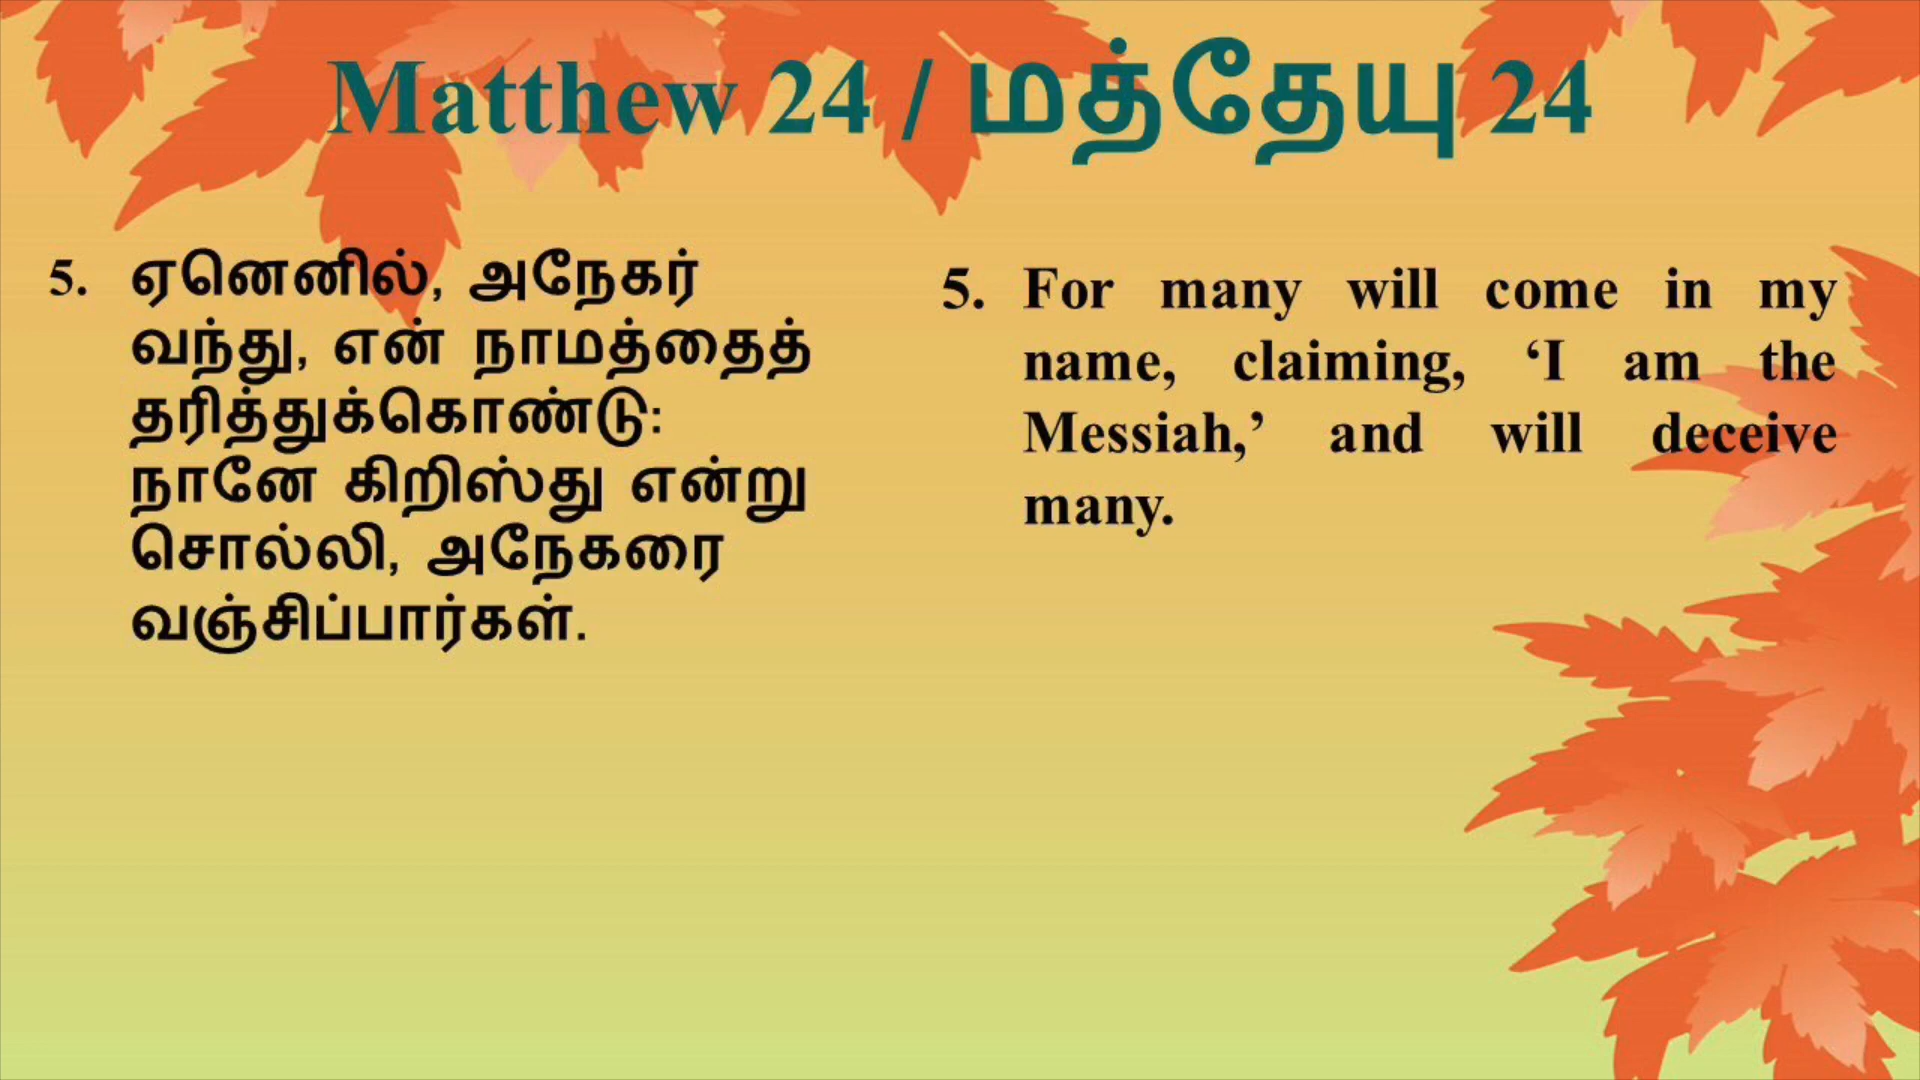 Matthew 24 / மத்தேயு 24
5. ஏனெனில், அநேகர்
வந்து, என் நாமத்தைத்
தரித்துக்கொண்டு:
நானே கிறிஸ்து என்று
சொல்லி, அநேகரை
வஞ்சிப்பார்கள்.
5. For many will come in my
name, claiming, ‘I am the
Messiah,’ and will deceive
many.